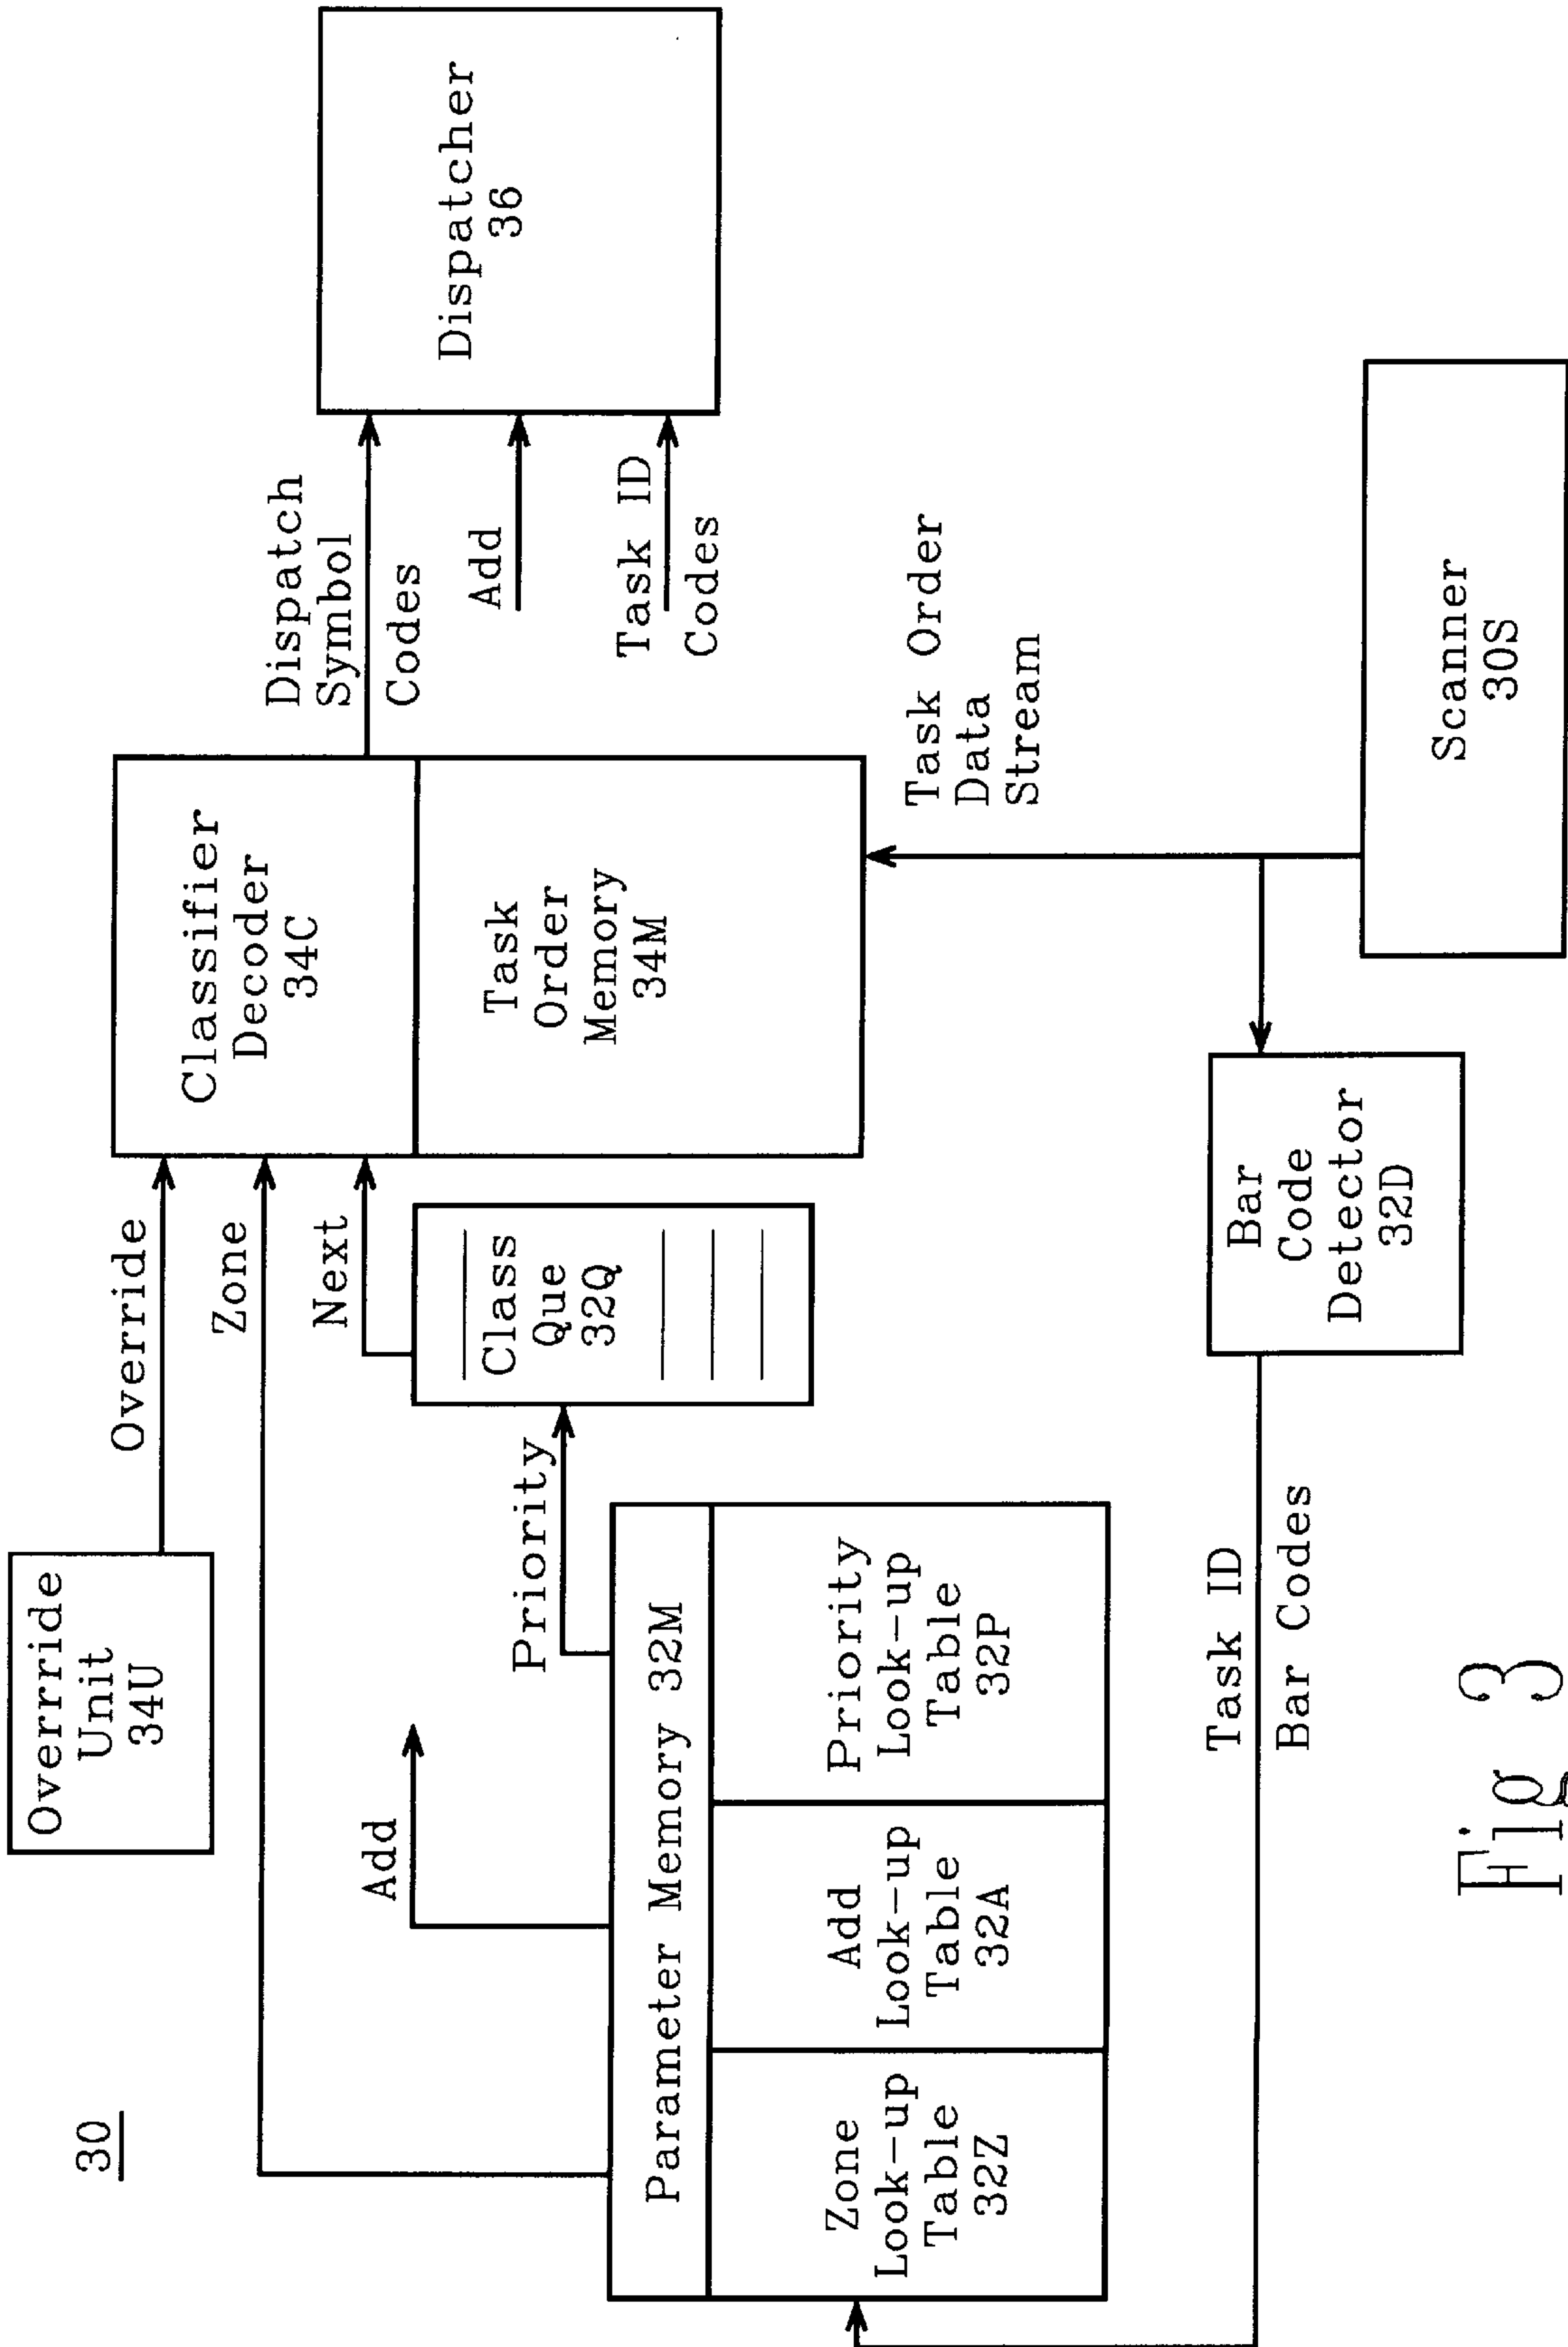 30
Override
Unit
34U
Override
Zone
Add
Priority
Next
Class
Que
32Q
Classifier
Decoder
34C
Task
Order
Memory
34M
Dispatch
Symbol
Codes
Add
Task ID
Codes
Dispatcher
36
Parameter Memory 32M
Zone
Look-up
Table
32Z
Add
Look-up
Table
32A
Priority
Look-up
Table
32P
Task Order
Data
Stream
Task ID
Bar Codes
Bar
Code
Detector
32D
Scanner
30S
Fig 3